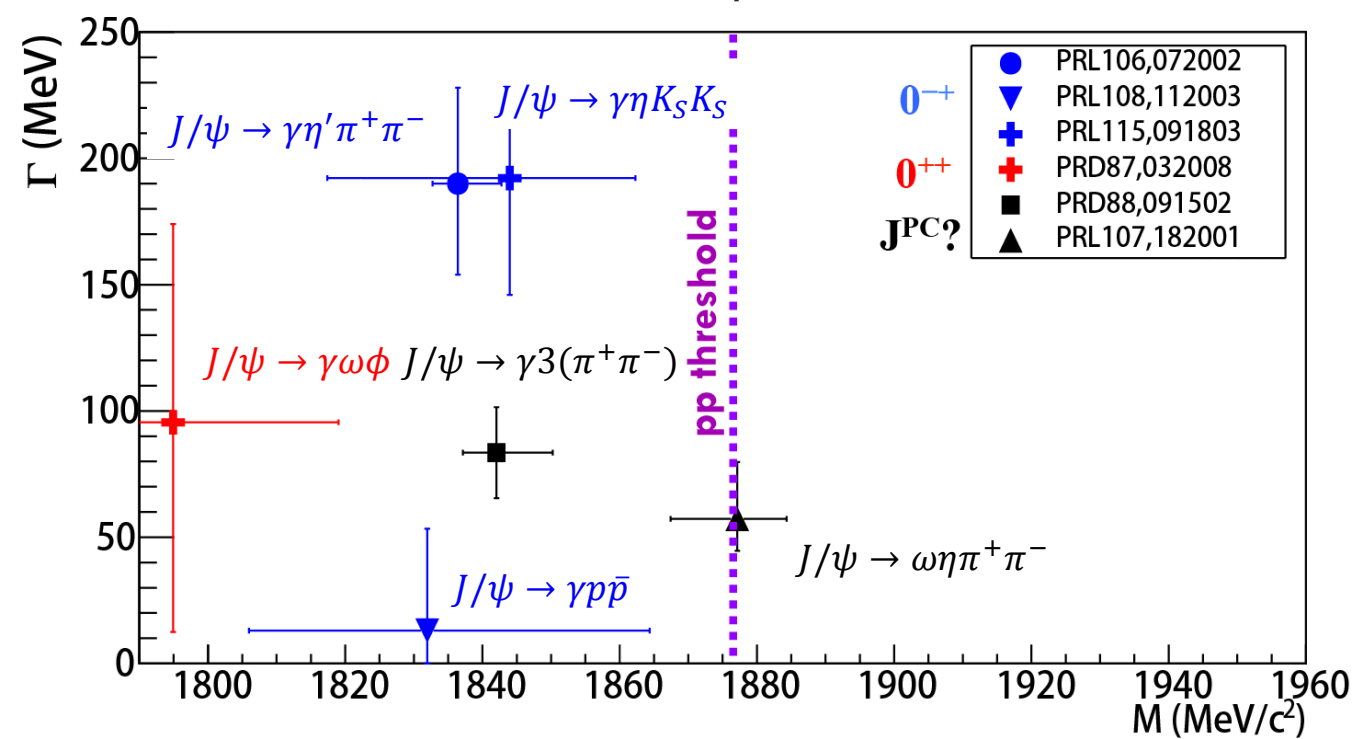 Γ (MeV)
250
200
150
100
50
0
J/ψ → γη′π⁺π⁻
J/ψ → γηK_SK_S
J/ψ → γωϕ
J/ψ → γ3(π⁺π⁻)
J/ψ → γpp̄
J/ψ → ωηπ⁺π⁻
pp threshold
0⁻⁺
0⁺⁺
Jᴾᶜ?
PRL106,072002
PRL108,112003
PRL115,091803
PRD87,032008
PRD88,091502
PRL107,182001
1800 1820 1840 1860 1880 1900 1920 1940 1960
M (MeV/c²)